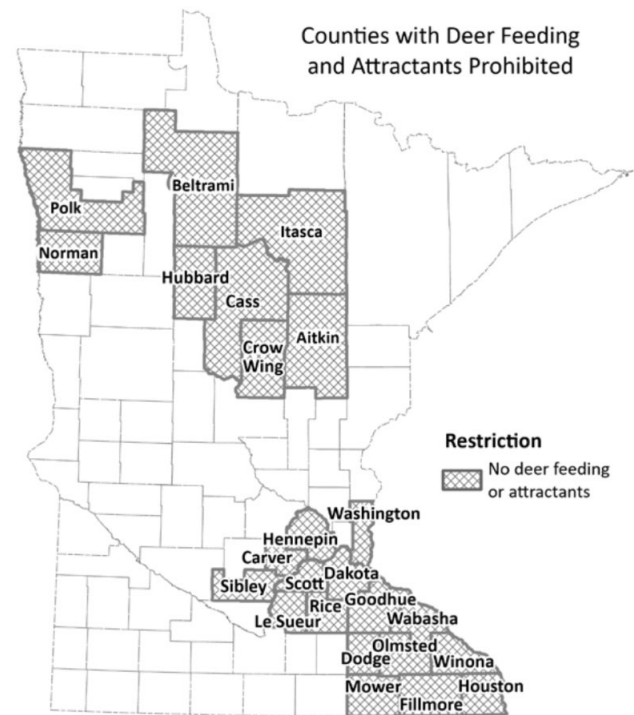 Counties with Deer Feeding
and Attractants Prohibited
Beltrami
Polk
Itasca
Norman
Hubbard
Cass
Aitkin
Crow
Wing
Restriction
No deer feeding
or attractants
Washington
Hennepin
Carver
Dakota
Scott
Sibley
Rice
Goodhue
Le Sueur
Wabasha
Olmsted
Dodge
Winona
Mower
Houston
Fillmore